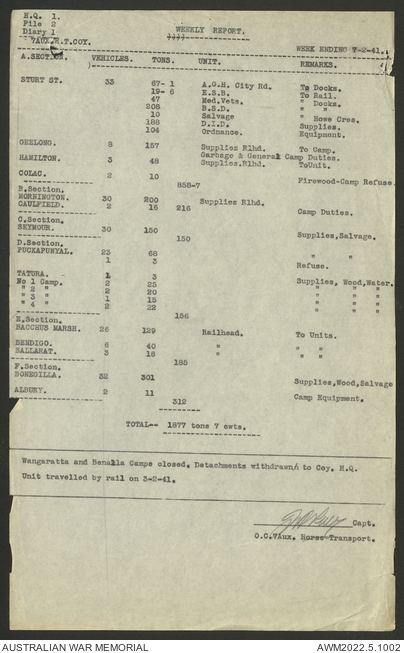 H.Q. 1.
File 2
Diary 1
7AUX.H.T.COY. WEEKLY REPORT.
WEEK ENDING 7-2-41.
A.SECTION. VEHICLES. TONS. UNIT. REMARKS.
STURT ST. 33 67- 1 A.G.H. City Rd. To Docks.
19- 6 E.S.B. To Rail.
47 Med.Vets. " Docks.
208 B.S.D. " "
10 Salvage " Howe Cres.
188 D.I.D. Supplies.
104 Ordnance. Equipment.
GEELONG. 8 157 Supplies Rlhd. To Camp.
Garbage & General Camp Duties.
HAMILTON. 3 48 Supplies.Rlhd. ToUnit.
COLAC. 2 10 Firewood-Camp Refuse.
858-7
B.Section.
MORNINGTON. 30 200 Supplies Rlhd.
CAULFIELD. 2 16 216 Camp Duties.
C.Section.
SEYMOUR. 30 150 Supplies,Salvage.
150
D.Section.
PUCKAPUNYAL. 23 68 " "
1 3 Refuse.
TATURA. 1 3
No 1 Camp. 2 25 Supplies, Wood,Water.
" 2 " 2 20 " " "
" 3 " 1 15 " " "
" 4 " 2 22 " " "
156
E.Section.
BACCHUS MARSH. 26 129 Railhead. To Units.
BENDIGO. 6 40 " " "
BALLARAT. 3 16 " " "
185
F.Section.
BONEGILLA. 32 301 Supplies,Wood,Salvage
ALBURY. 2 11 Camp Equipment.
312
TOTAL-- 1877 tons 7 cwts.
Wangaratta and Benalla Camps closed. Detachments withdrawn to Coy. H.Q.
Unit travelled by rail on 3-2-41.
Capt.
O.C.7Aux. Horse Transport.
AUSTRALIAN WAR MEMORIAL AWM2022.5.1002